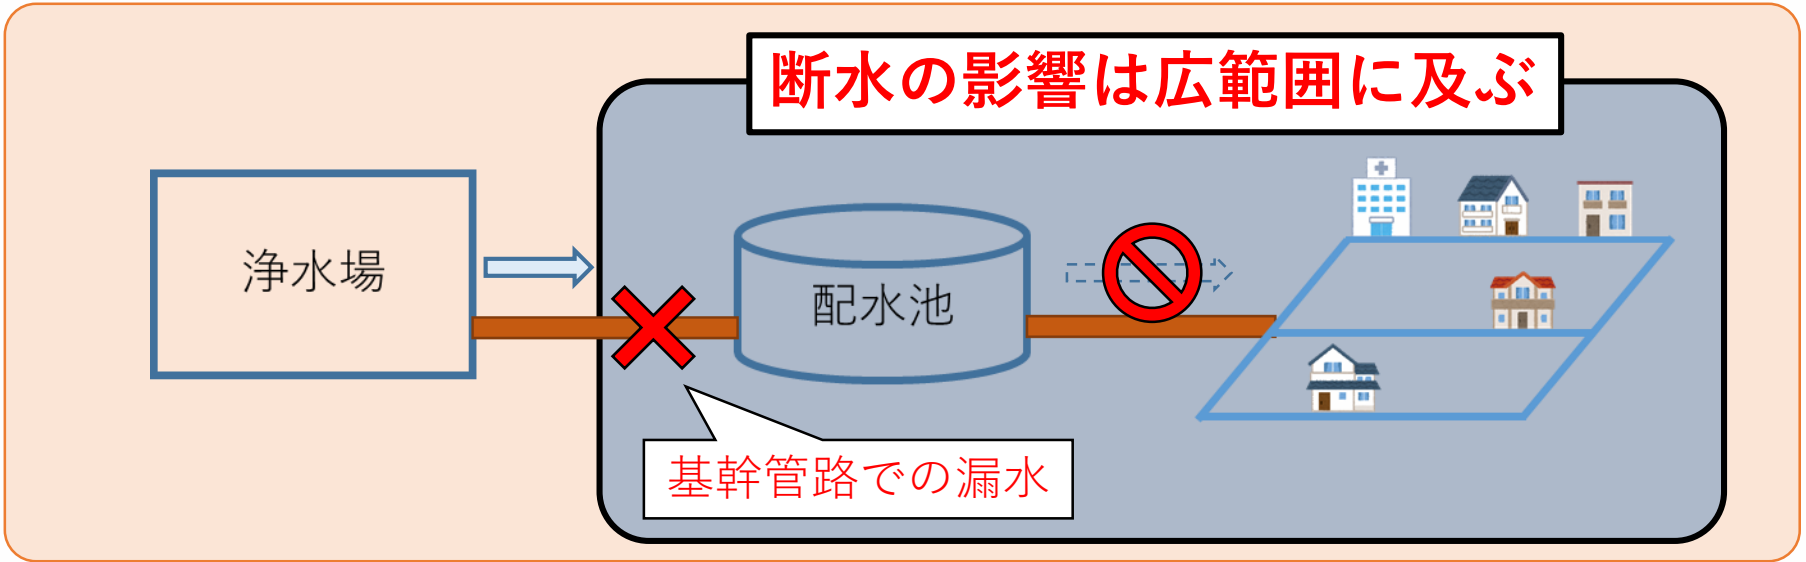 断水の影響は広範囲に及ぶ
浄水場
配水池
基幹管路での漏水